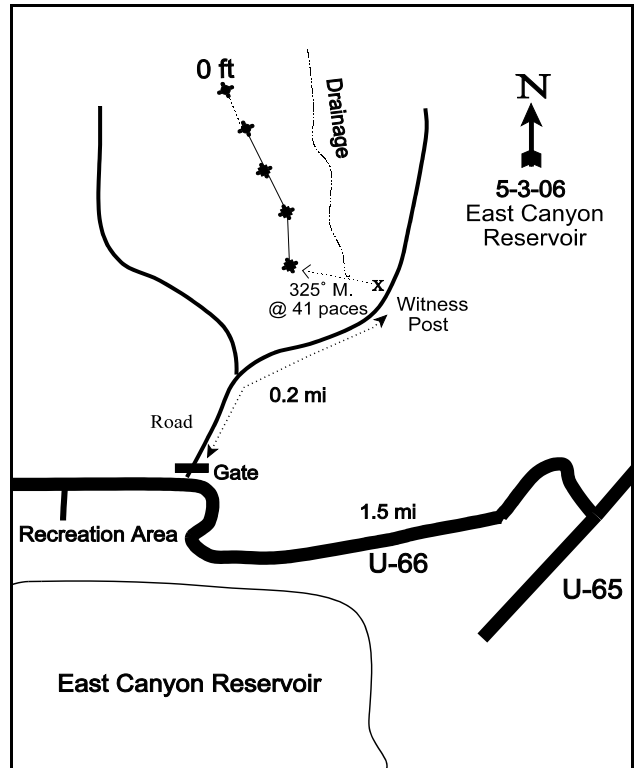 0 ft
Drainage
N
5-3-06
East Canyon
Reservoir
325° M.
@ 41 paces
x
Witness
Post
0.2 mi
Road
Gate
Recreation Area
1.5 mi
U-66
U-65
East Canyon Reservoir